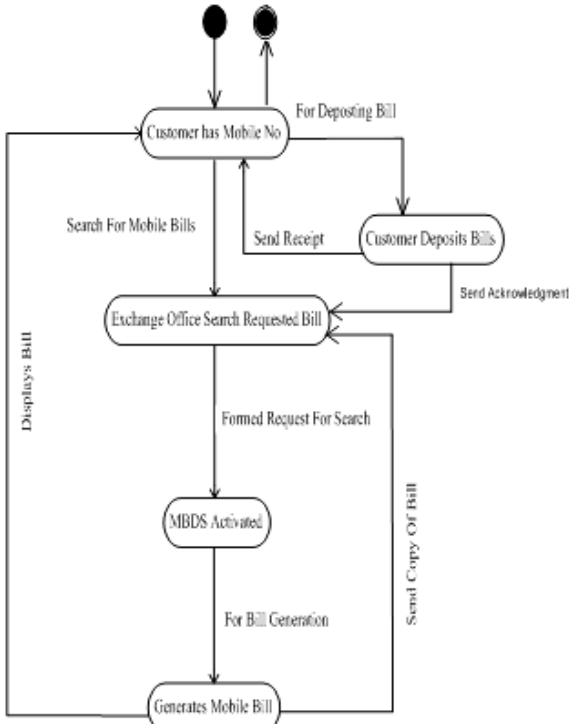 For Deposting Bill
Customer has Mobile No
Search For Mobile Bills
Send Receipt
Customer Deposits Bills
Send Acknowledgment
Exchange Office Search Requested Bill
Displays Bill
Formed Request For Search
MBDS Activated
Send Copy Of Bill
For Bill Generation
Generates Mobile Bill